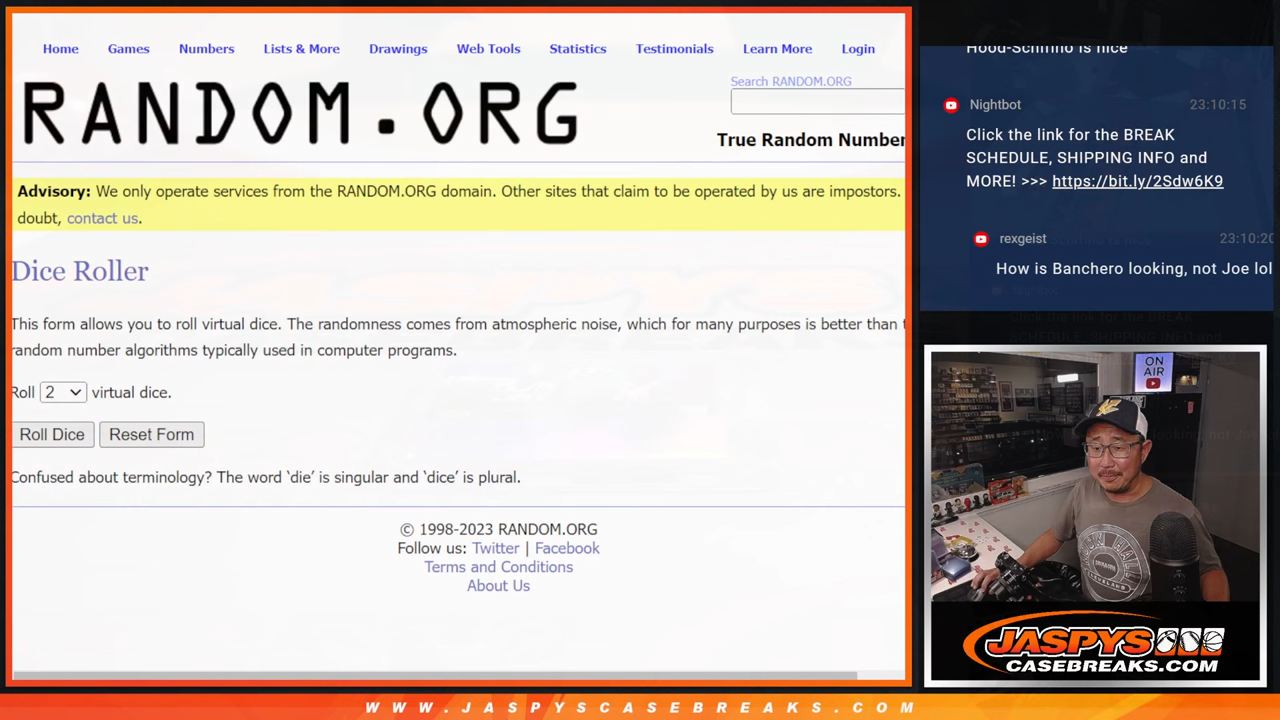 Home Games Numbers Lists & More Drawings Web Tools Statistics Testimonials Learn More Login
RANDOM.ORG
Search RANDOM.ORG
True Random Number
Advisory: We only operate services from the RANDOM.ORG domain. Other sites that claim to be operated by us are impostors.
doubt, contact us.
Dice Roller
This form allows you to roll virtual dice. The randomness comes from atmospheric noise, which for many purposes is better than
random number algorithms typically used in computer programs.
Roll 2 virtual dice.
Roll Dice Reset Form
Confused about terminology? The word ‘die’ is singular and ‘dice’ is plural.
© 1998-2023 RANDOM.ORG
Follow us: Twitter | Facebook
Terms and Conditions
About Us
Hood-Schifino is nice
Nightbot 23:10:15
Click the link for the BREAK
SCHEDULE, SHIPPING INFO and
MORE! >>> https://bit.ly/2Sdw6K9
rexgeist 23:10:20
How is Banchero looking, not Joe lol
ON
AIR
JASPYS
CASEBREAKS.COM
WWW.JASPYSCASEBREAKS.COM